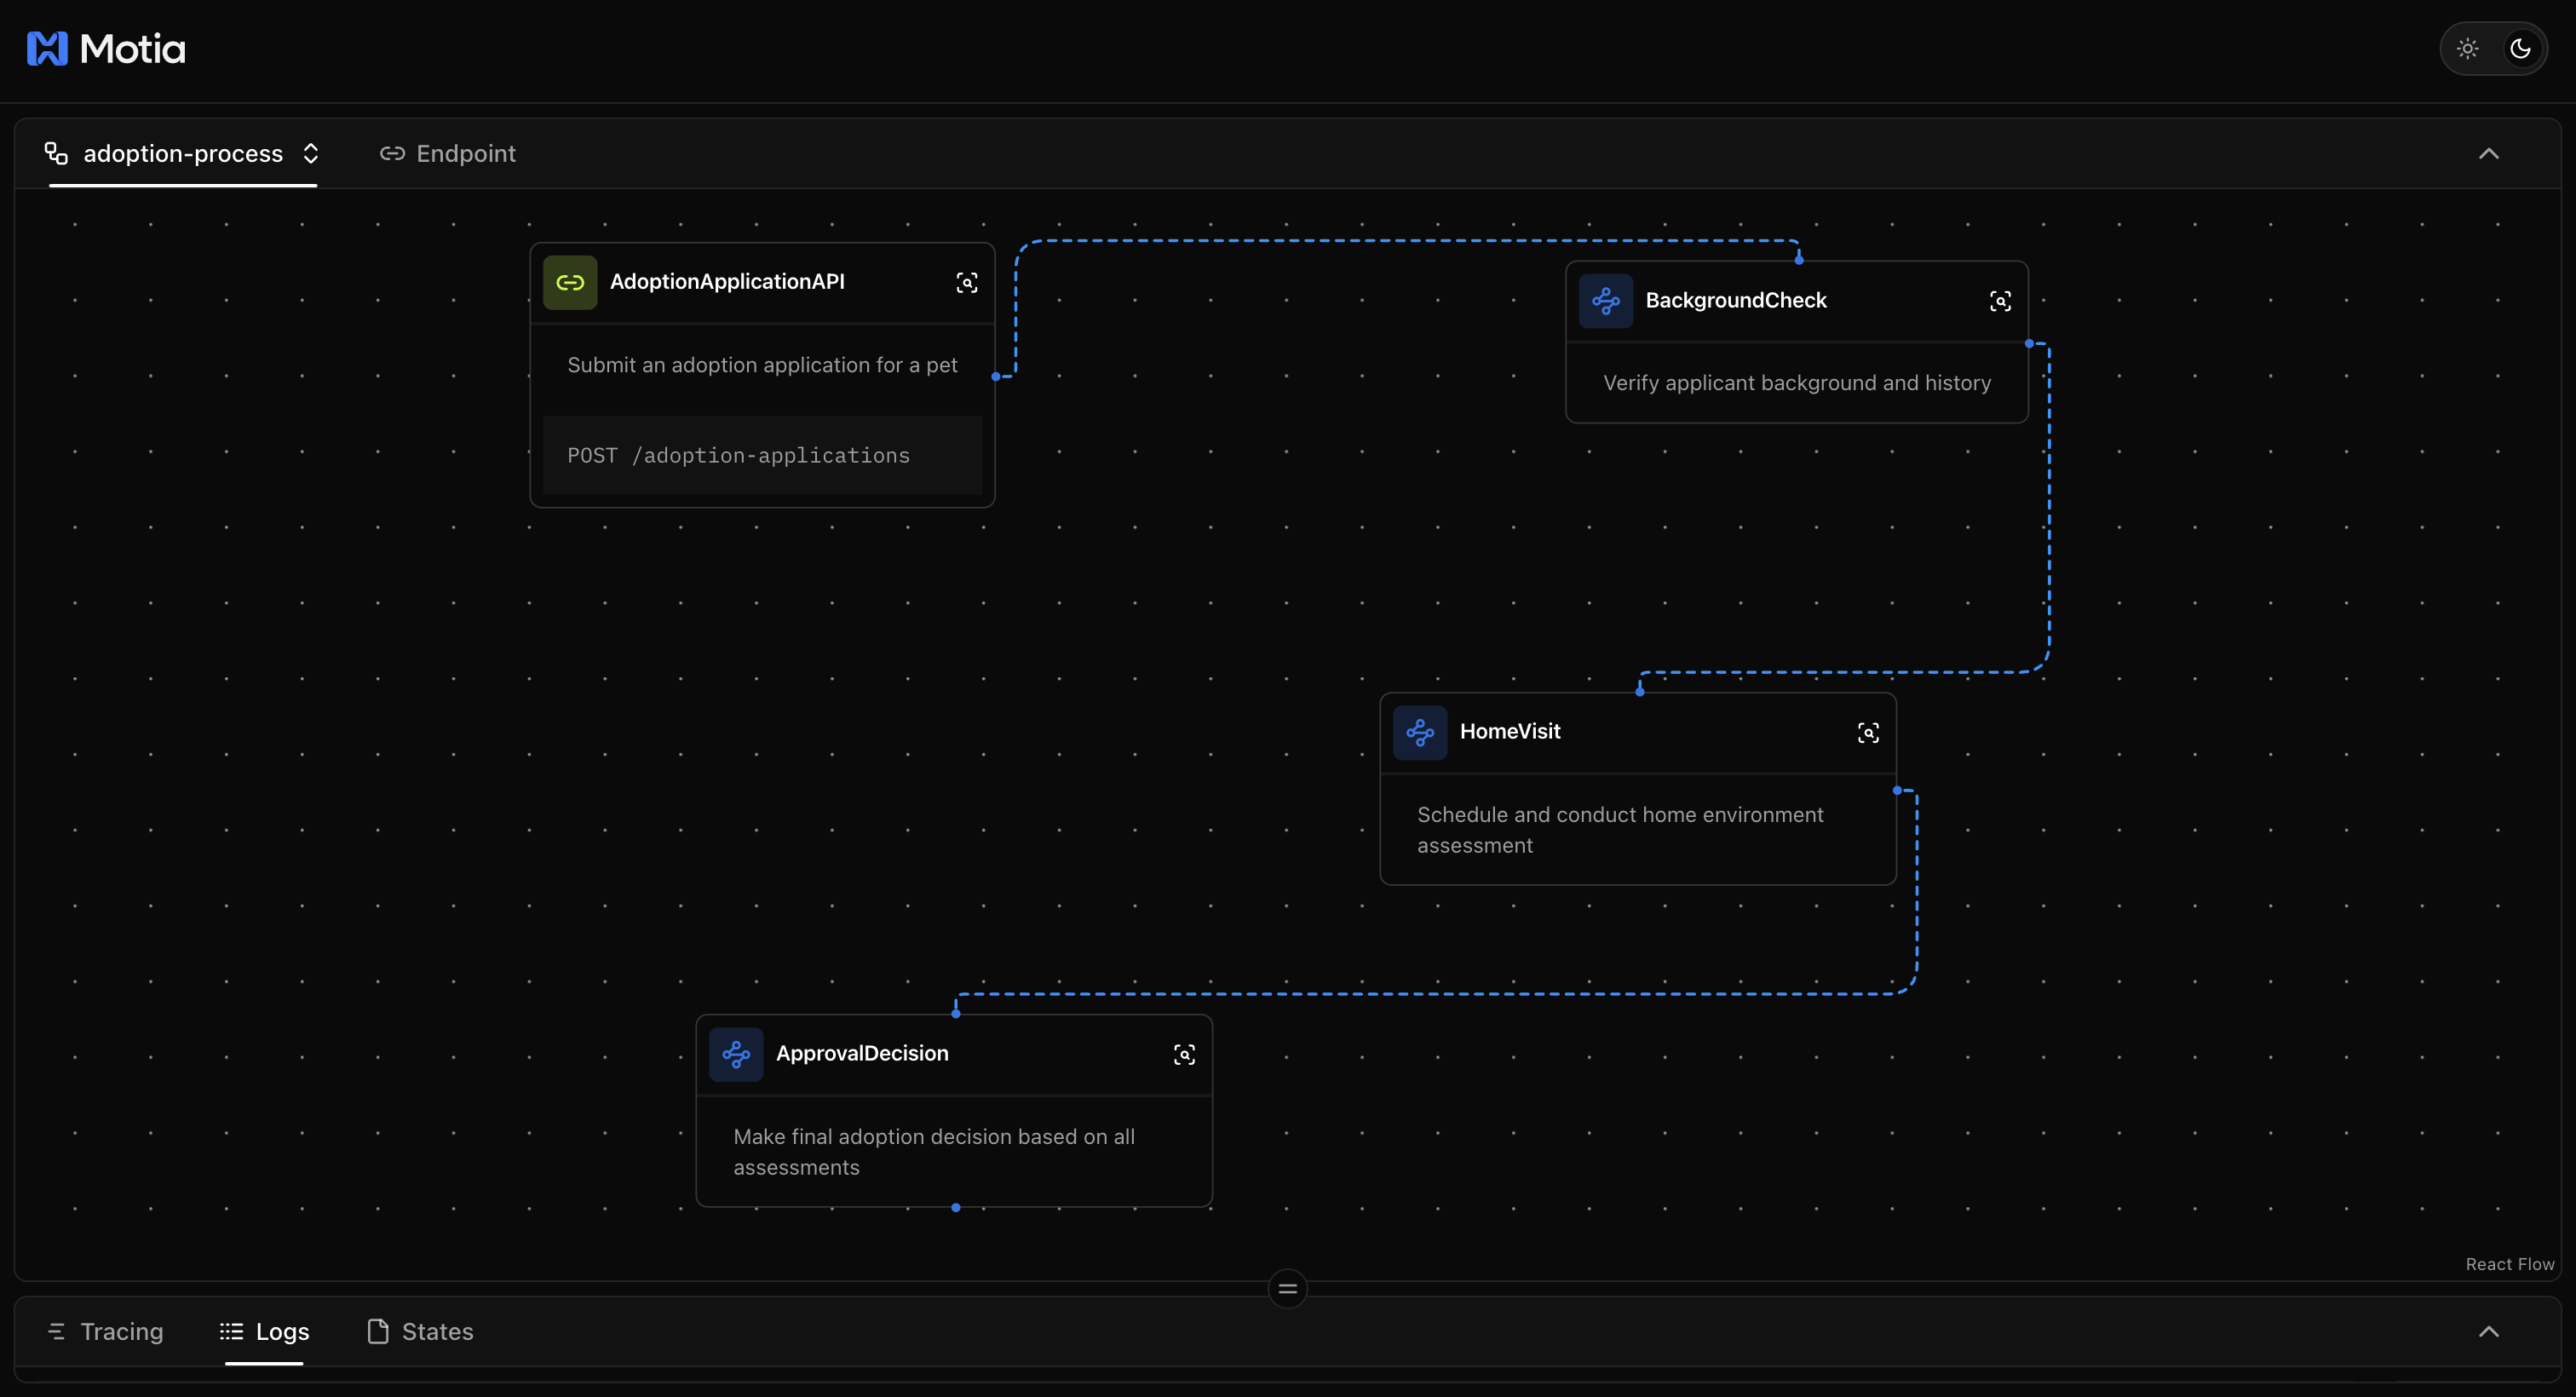 Motia
adoption-process
Endpoint
AdoptionApplicationAPI
Submit an adoption application for a pet
POST /adoption-applications
BackgroundCheck
Verify applicant background and history
HomeVisit
Schedule and conduct home environment
assessment
ApprovalDecision
Make final adoption decision based on all
assessments
React Flow
Tracing
Logs
States